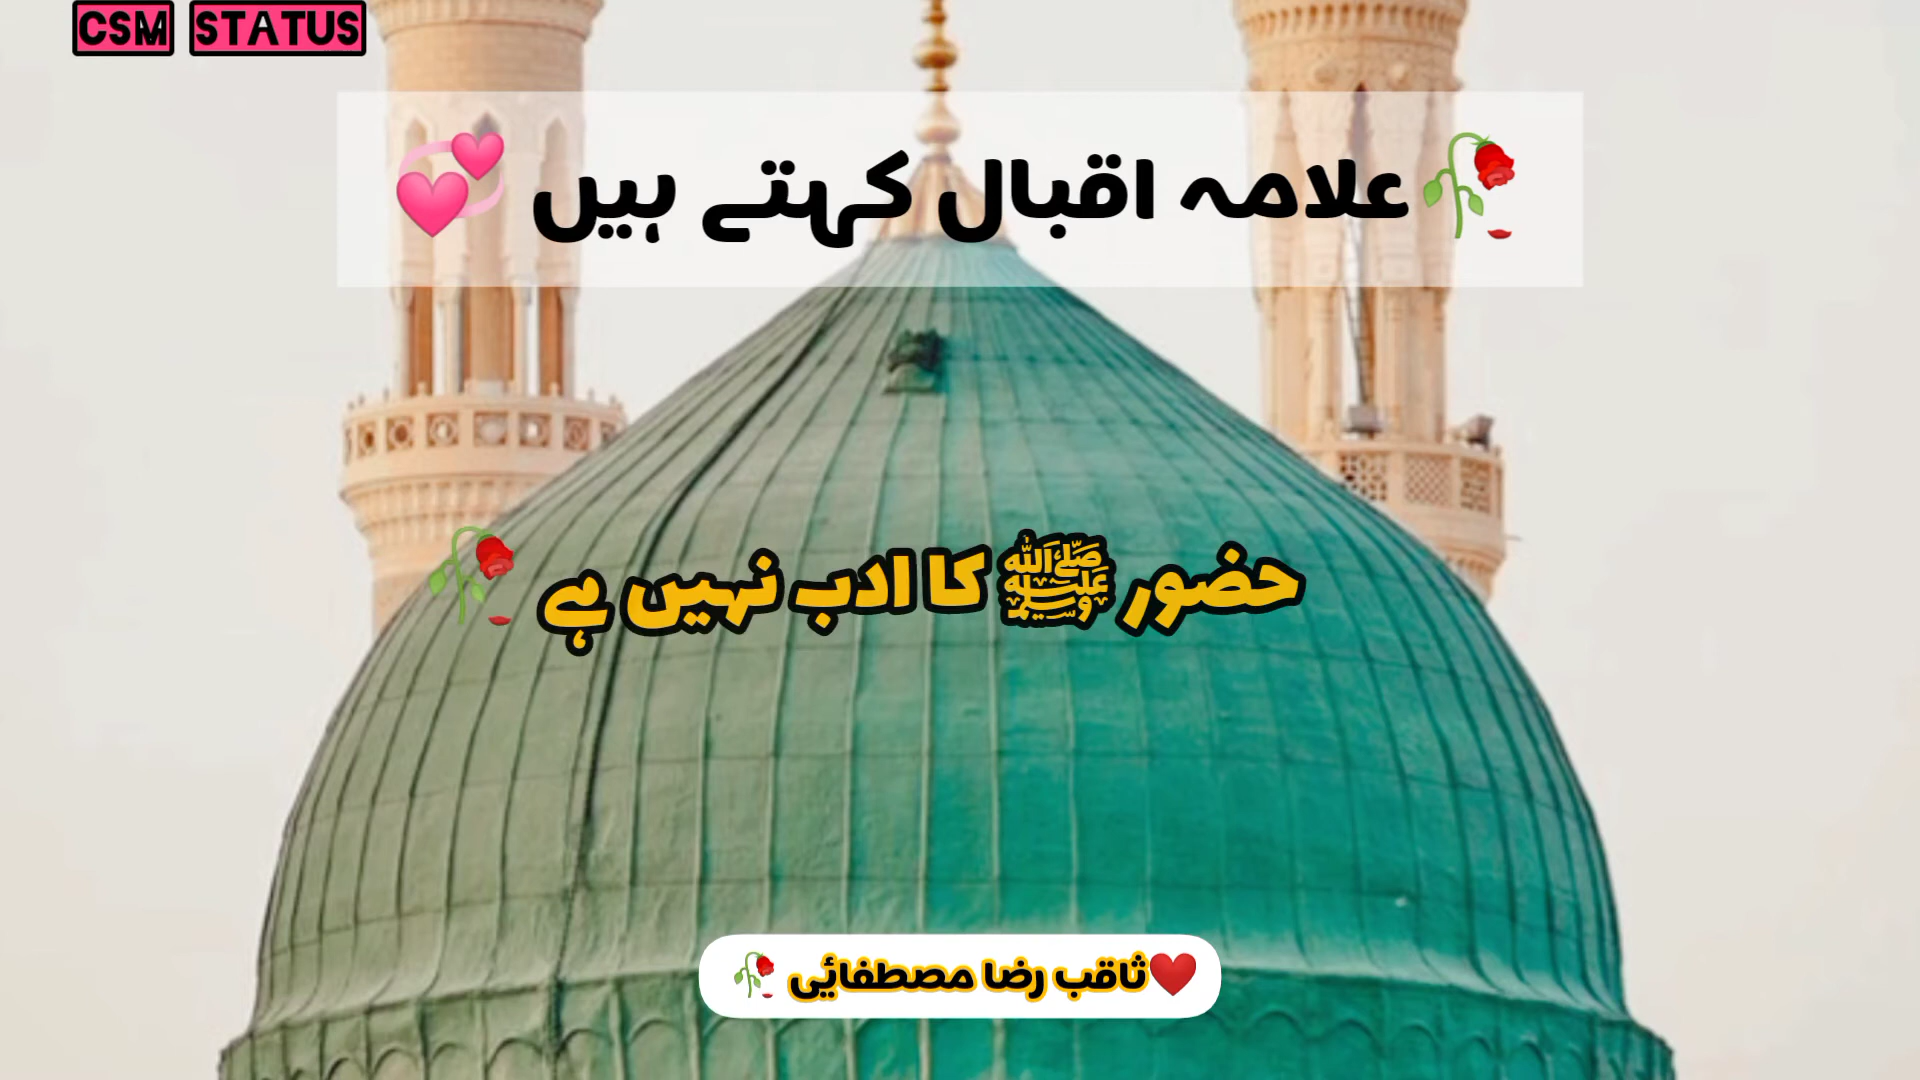 CSM STATUS
🥀علامہ اقبال کہتے ہیں 💞
حضور ﷺ کا ادب نہیں ہے 🥀
❤️ثاقب رضا مصطفائی 🥀